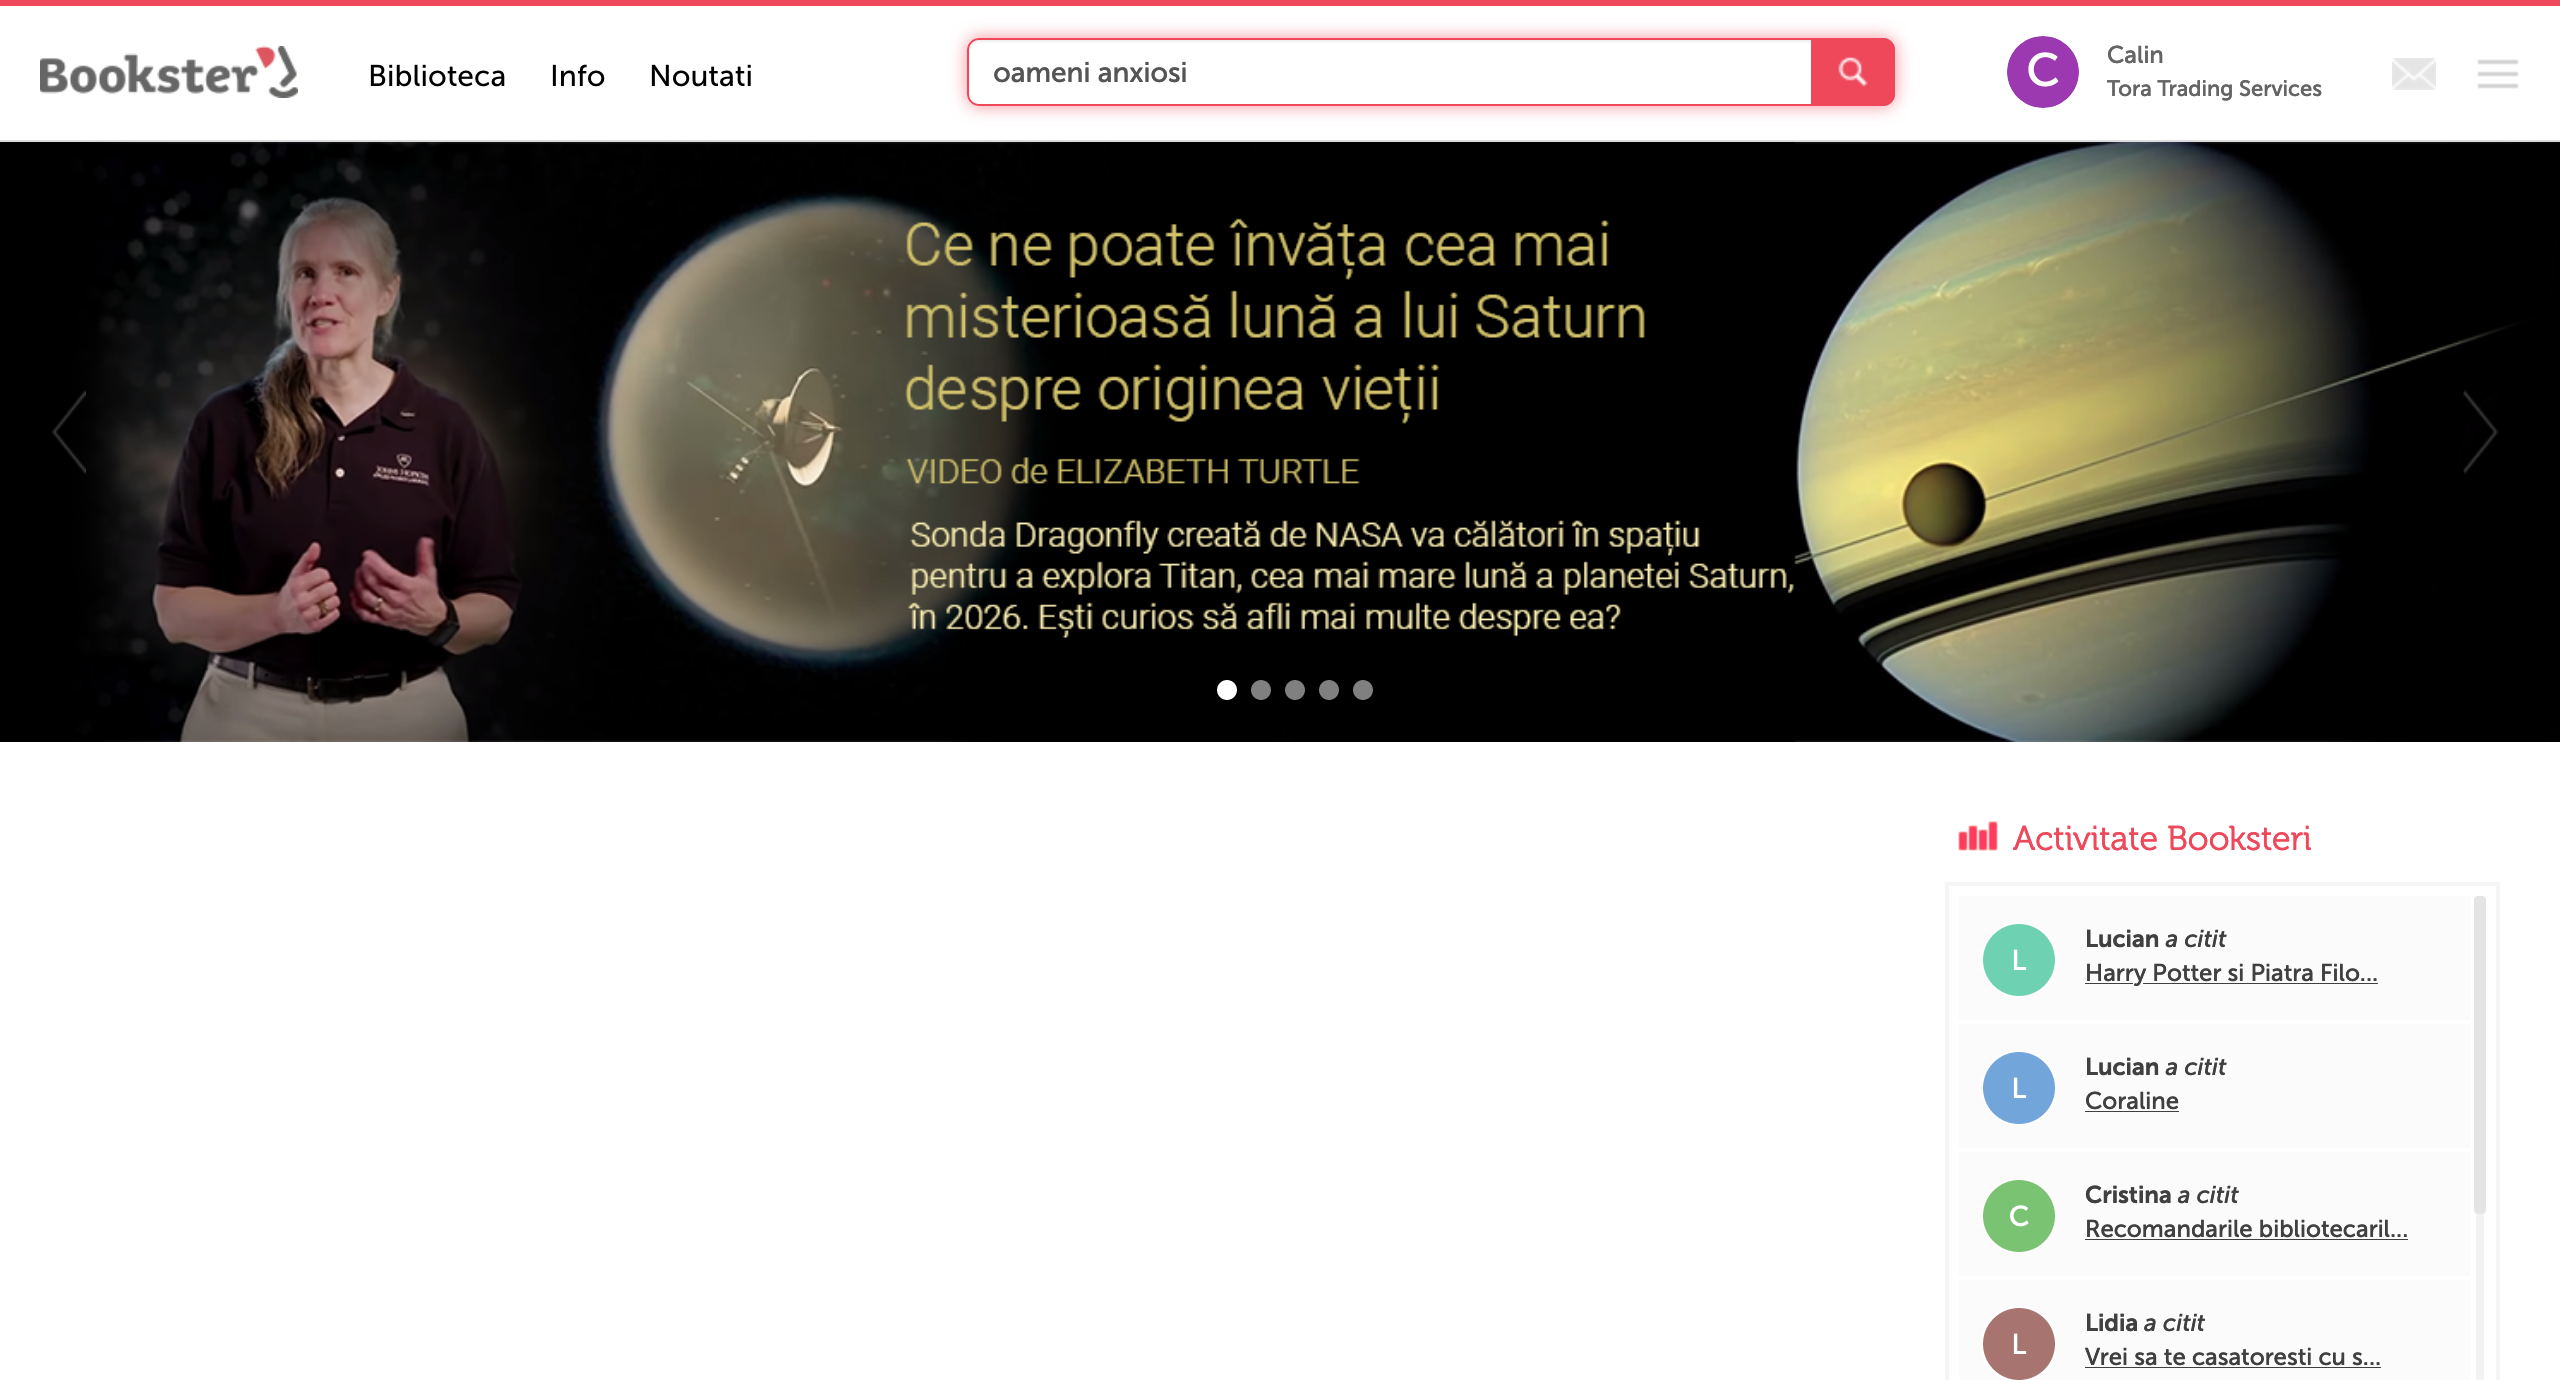 Bookster
Biblioteca
Info
Noutati
oameni anxiosi
C
Calin
Tora Trading Services
Ce ne poate învăța cea mai
misterioasă lună a lui Saturn
despre originea vieții
VIDEO de ELIZABETH TURTLE
Sonda Dragonfly creată de NASA va călători în spațiu
pentru a explora Titan, cea mai mare lună a planetei Saturn,
în 2026. Ești curios să afli mai multe despre ea?
Activitate Booksteri
L
Lucian a citit
Harry Potter si Piatra Filo...
L
Lucian a citit
Coraline
C
Cristina a citit
Recomandarile bibliotecaril...
L
Lidia a citit
Vrei sa te casatoresti cu s...